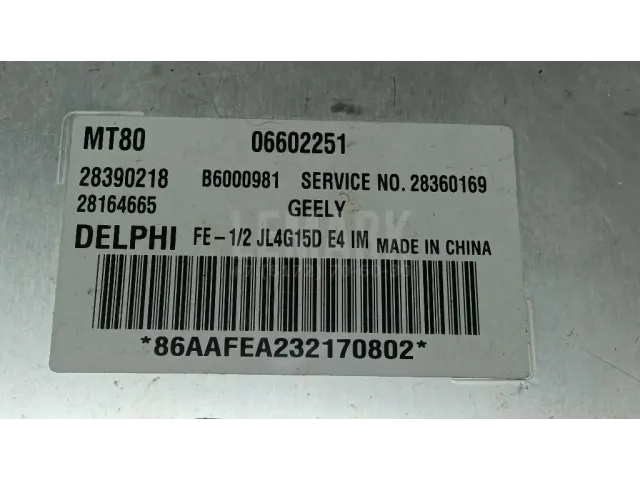 MT80 06602251
28390218 B6000981 SERVICE NO. 28360169
28164665 GEELY
DELPHI FE-1/2 JL4G15D E4 IM MADE IN CHINA
*86AAFEA232170802*